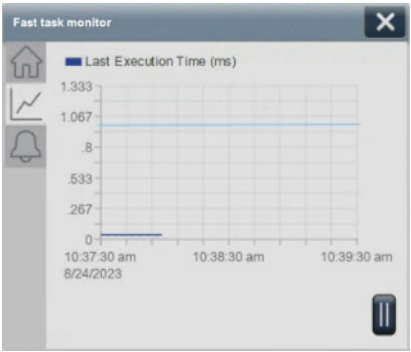 Fast task monitor
Last Execution Time (ms)
1.333
1.067
.8
.533
.267
0
10:37:30 am
10:38:30 am
10:39:30 am
8/24/2023